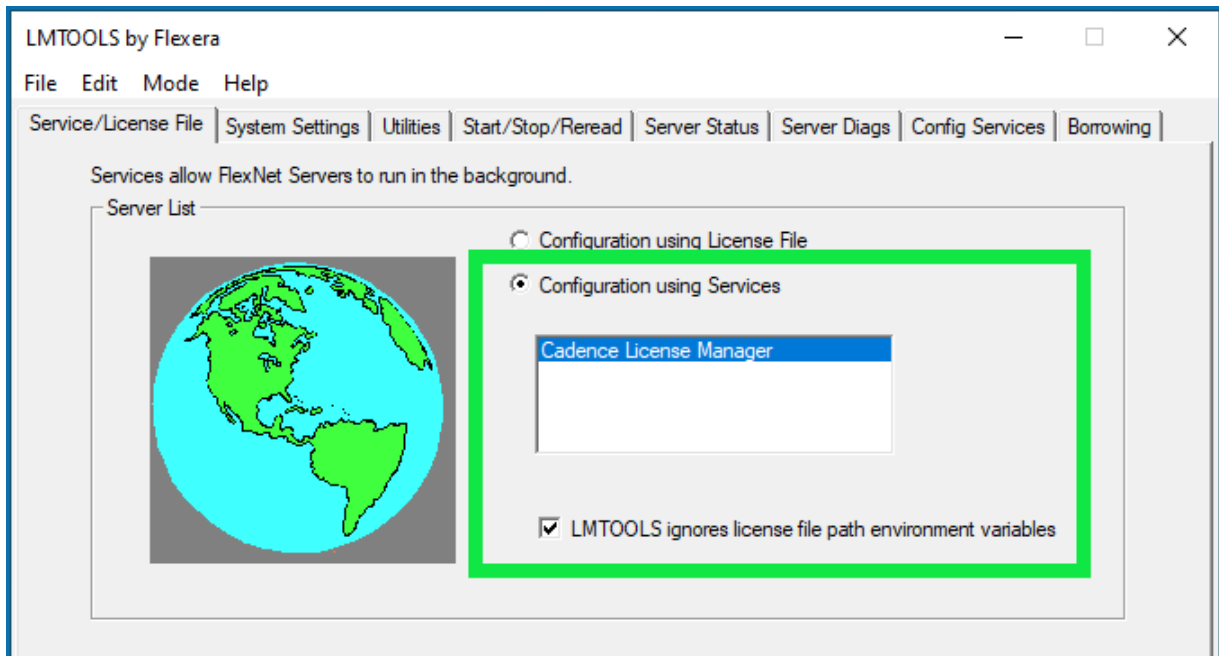 LMTOOLS by Flexera
File Edit Mode Help
Service/License File System Settings Utilities Start/Stop/Reread Server Status Server Diags Config Services Borrowing
Services allow FlexNet Servers to run in the background.
Server List
Configuration using License File
Configuration using Services
Cadence License Manager
LMTOOLS ignores license file path environment variables